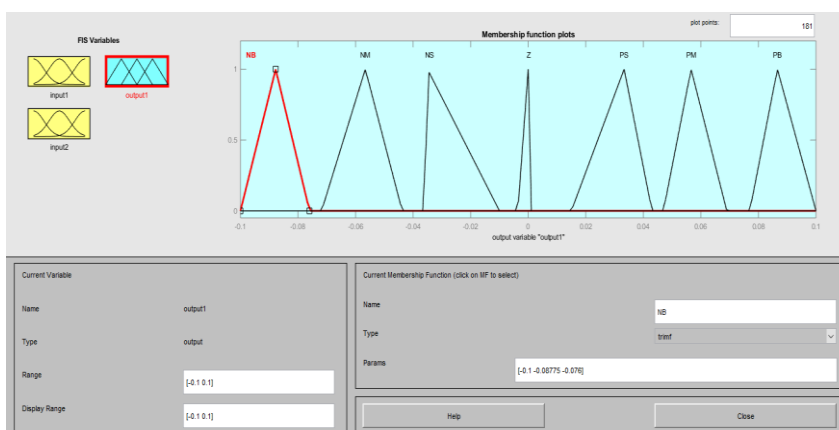 plot points:
181
FIS Variables
Membership function plots
NB NM NS Z PS PM PB
input1
output1
input2
1
0.5
0
-0.1 -0.08 -0.06 -0.04 -0.02 0 0.02 0.04 0.06 0.08 0.1
output variable "output1"
Current Variable
Current Membership Function (click on MF to select)
Name output1
Name NB
Type output
Type trimf
Range [-0.1 0.1]
Params [-0.1 -0.08775 -0.076]
Display Range [-0.1 0.1]
Help Close